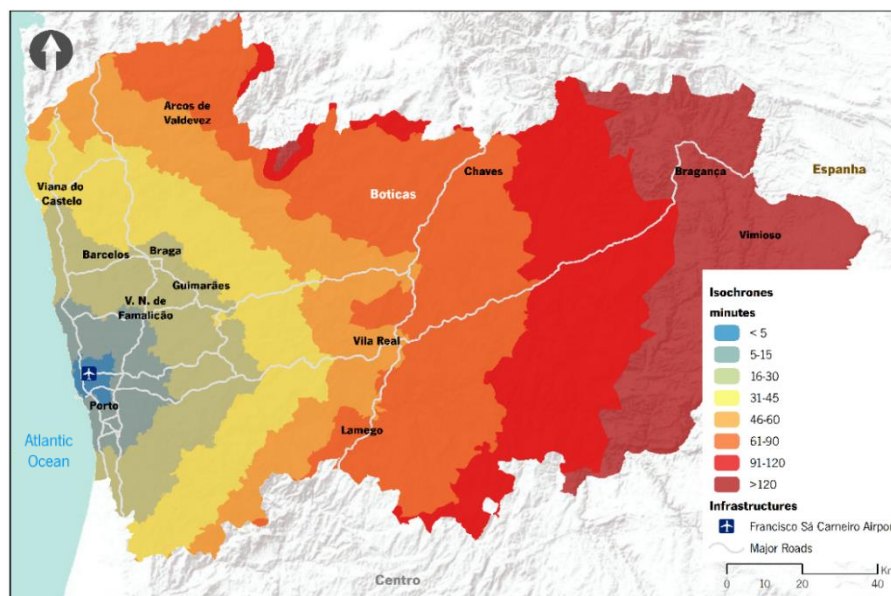 Arcos de
Valdevez
Chaves
Bragança
Espanha
Viana do
Castelo
Boticas
Vimioso
Braga
Barcelos
Guimarães
V. N. de
Famalicão
Vila Real
Porto
Lamego
Atlantic
Ocean
Centro
Isochrones
minutes
< 5
5-15
16-30
31-45
46-60
61-90
91-120
>120
Infrastructures
Francisco Sá Carneiro Airpor
Major Roads
0 10 20 40
Km